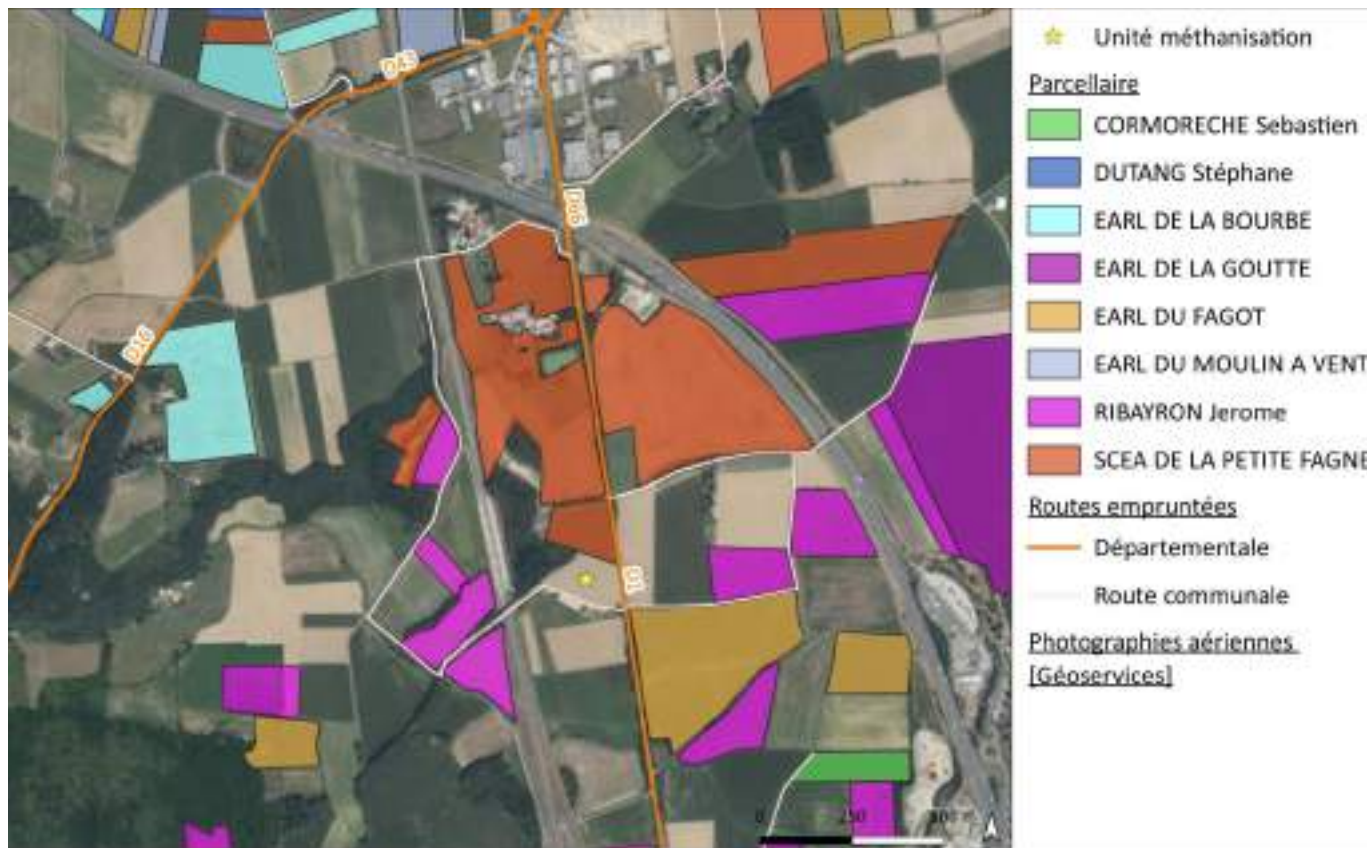 Unité méthanisation
Parcellaire
CORMORECHE Sebastien
DUTANG Stéphane
EARL DE LA BOURBE
EARL DE LA GOUTTE
EARL DU FAGOT
EARL DU MOULIN A VENT
RIBAYRON Jerome
SCEA DE LA PETITE FAGNE
Routes empruntées
Départementale
Route communale
Photographies aériennes
[Géoservices]
D43
D16
0
250